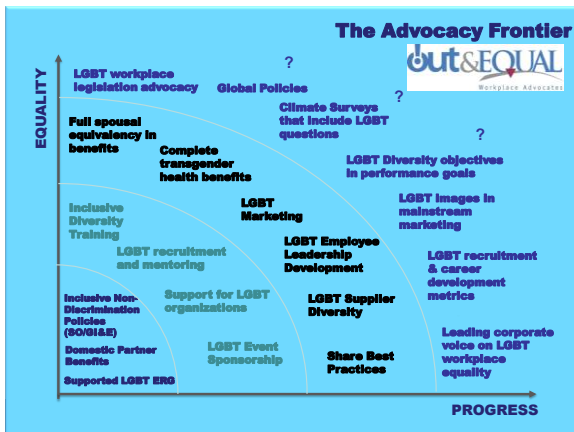 The Advocacy Frontier
out&EQUAL
Workplace Advocates
EQUALITY
LGBT workplace
legislation advocacy
?
Global Policies
?
Climate Surveys
that include LGBT
questions
?
LGBT Diversity objectives
in performance goals
LGBT images in
mainstream
marketing
LGBT recruitment
& career
development
metrics
Leading corporate
voice on LGBT
workplace
equality
Full spousal
equivalency in
benefits
Complete
transgender
health benefits
LGBT
Marketing
LGBT Employee
Leadership
Development
LGBT Supplier
Diversity
Share Best
Practices
Inclusive
Diversity
Training
LGBT recruitment
and mentoring
Support for LGBT
organizations
LGBT Event
Sponsorship
Inclusive Non-
Discrimination
Policies
(SO/GI&E)
Domestic Partner
Benefits
Supported LGBT ERG
PROGRESS